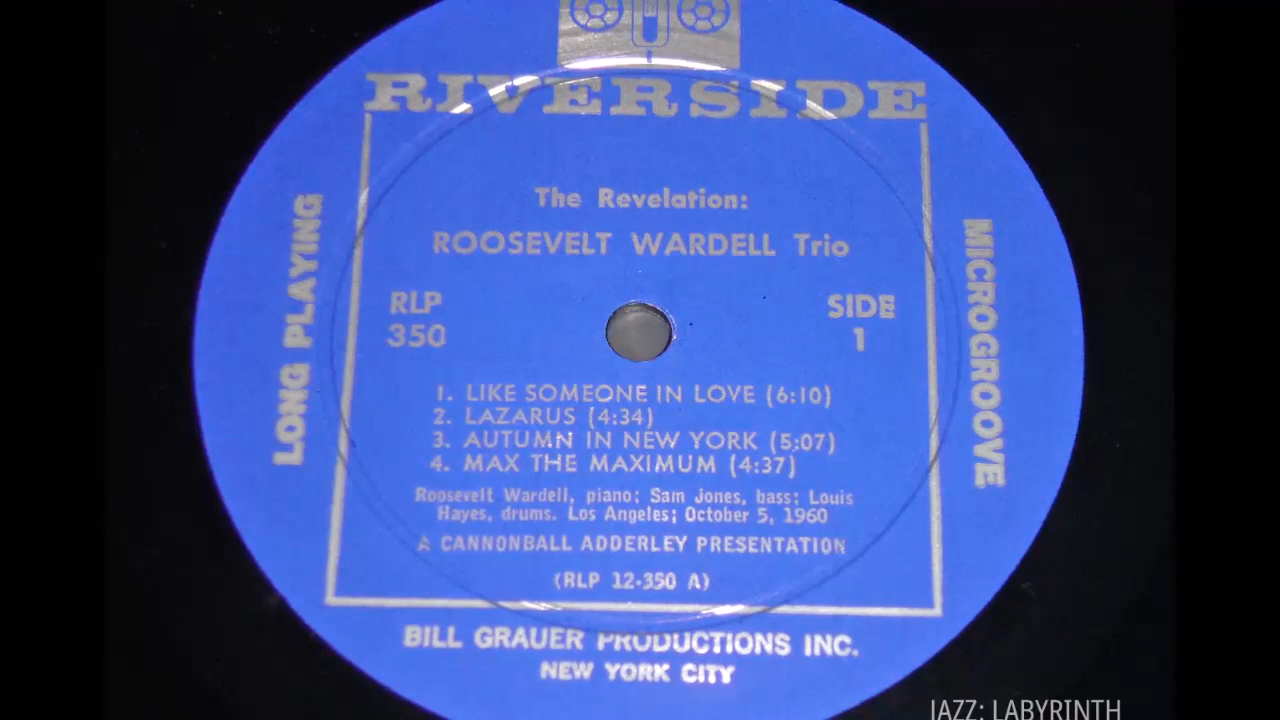 RIVERSIDE
The Revelation:
ROOSEVELT WARDELL Trio
LONG PLAYING
MICROGROOVE
RLP
350
SIDE
1
1. LIKE SOMEONE IN LOVE (6:10)
2. LAZARUS (4:34)
3. AUTUMN IN NEW YORK (5:07)
4. MAX THE MAXIMUM (4:37)
Roosevelt Wardell, piano; Sam Jones, bass; Louis
Hayes, drums. Los Angeles; October 5, 1960
A CANNONBALL ADDERLEY PRESENTATION
(RLP 12-350 A)
BILL GRAUER PRODUCTIONS INC.
NEW YORK CITY
JAZZ: LABYRINTH